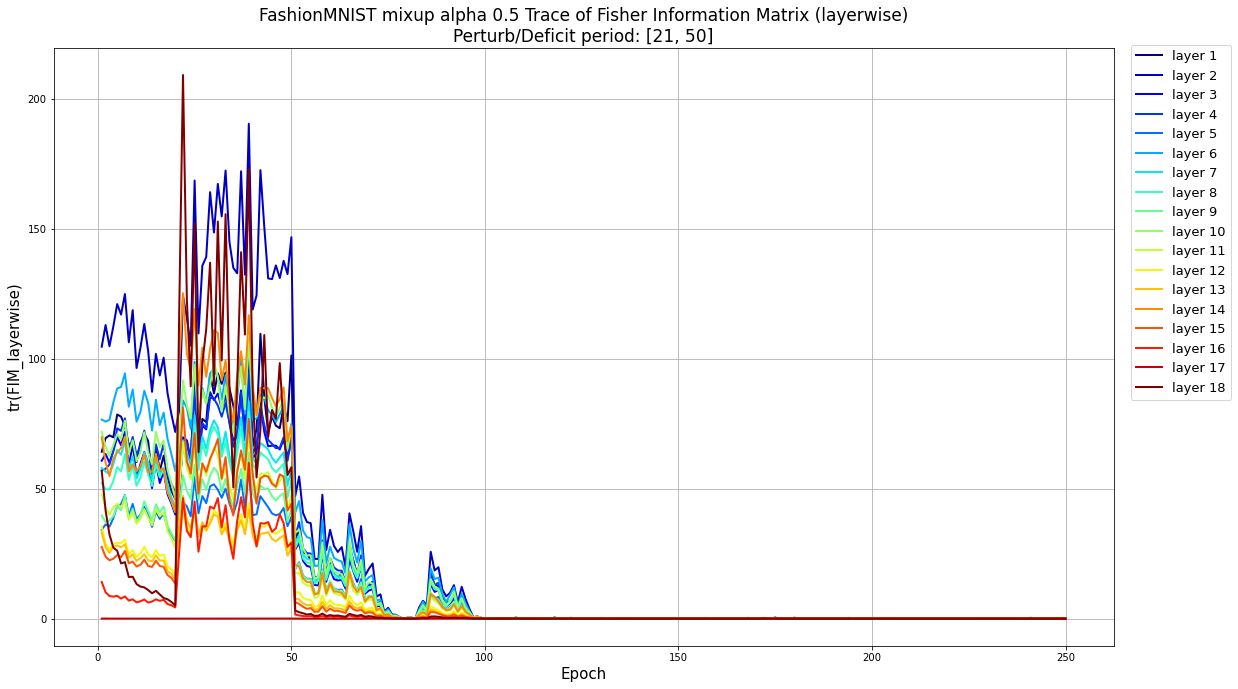 FashionMNIST mixup alpha 0.5 Trace of Fisher Information Matrix (layerwise)
Perturb/Deficit period: [21, 50]
tr(FIM_layerwise)
200
150
100
50
0
0
50
100
150
200
250
Epoch
layer 1
layer 2
layer 3
layer 4
layer 5
layer 6
layer 7
layer 8
layer 9
layer 10
layer 11
layer 12
layer 13
layer 14
layer 15
layer 16
layer 17
layer 18